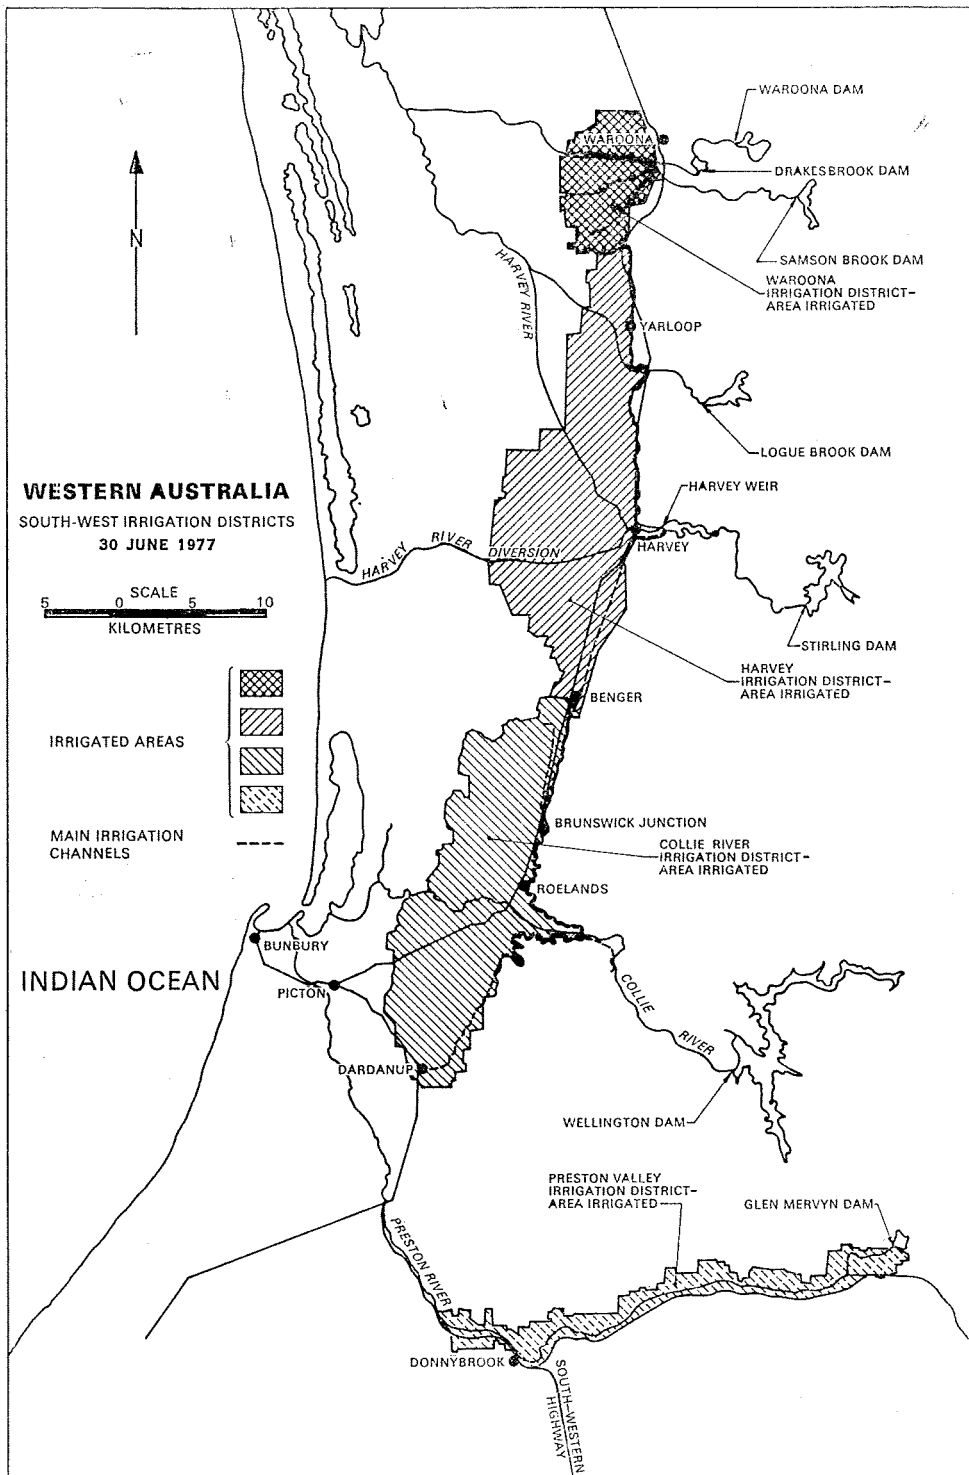 WAROONA DAM
WAROONA
DRAKESBROOK DAM
N
SAMSON BROOK DAM
HARVEY RIVER
WAROONA
IRRIGATION DISTRICT-
AREA IRRIGATED
YARLOOP
LOGUE BROOK DAM
WESTERN AUSTRALIA
SOUTH-WEST IRRIGATION DISTRICTS
30 JUNE 1977
HARVEY WEIR
HARVEY
HARVEY RIVER DIVERSION
SCALE
5 0 5 10
KILOMETRES
STIRLING DAM
HARVEY
IRRIGATION DISTRICT-
AREA IRRIGATED
BENGER
IRRIGATED AREAS
MAIN IRRIGATION
CHANNELS
BRUNSWICK JUNCTION
COLLIE RIVER
IRRIGATION DISTRICT-
AREA IRRIGATED
ROELANDS
BUNBURY
INDIAN OCEAN
PICTON
COLLIE RIVER
DARDANUP
WELLINGTON DAM
PRESTON VALLEY
IRRIGATION DISTRICT-
AREA IRRIGATED
GLEN MERVYN DAM
PRESTON RIVER
DONNYBROOK
SOUTH-WESTERN
HIGHWAY